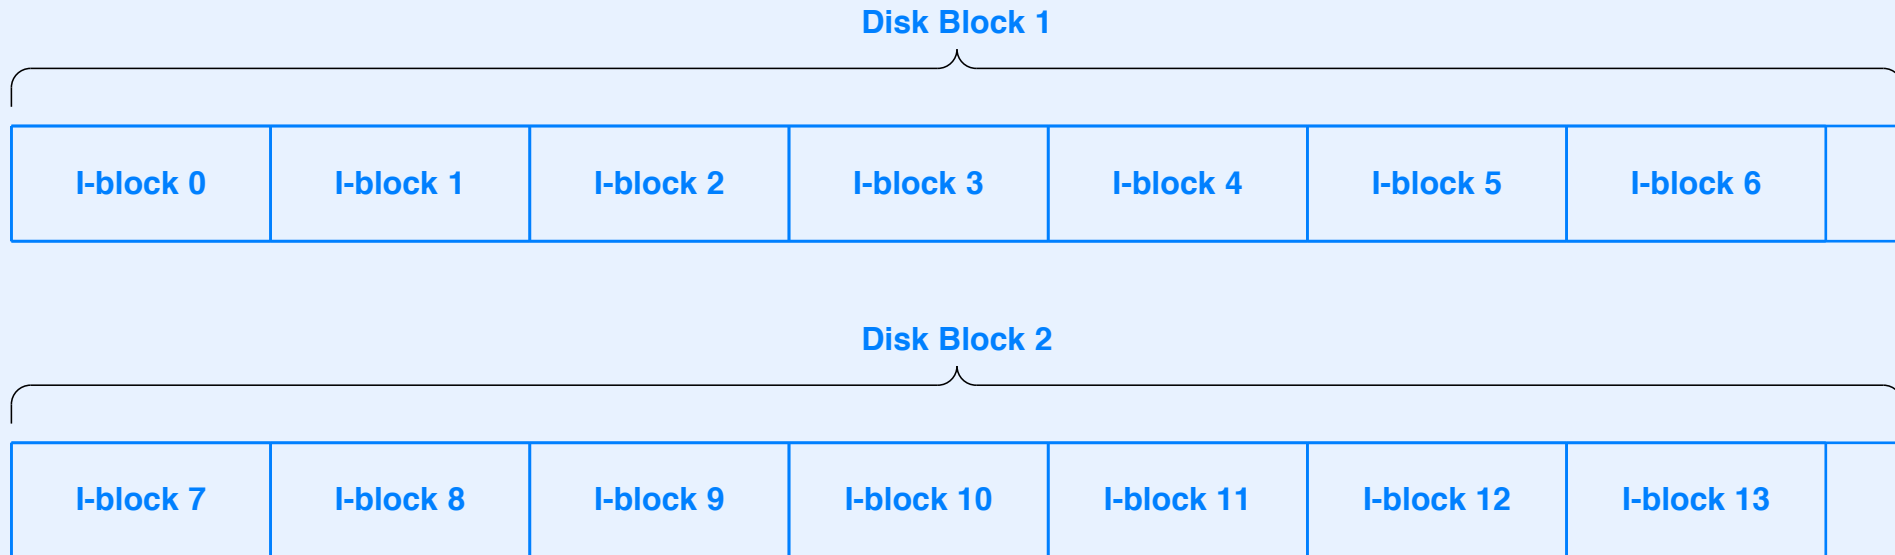 Disk Block 1
I-block 0 I-block 1 I-block 2 I-block 3 I-block 4 I-block 5 I-block 6
Disk Block 2
I-block 7 I-block 8 I-block 9 I-block 10 I-block 11 I-block 12 I-block 13